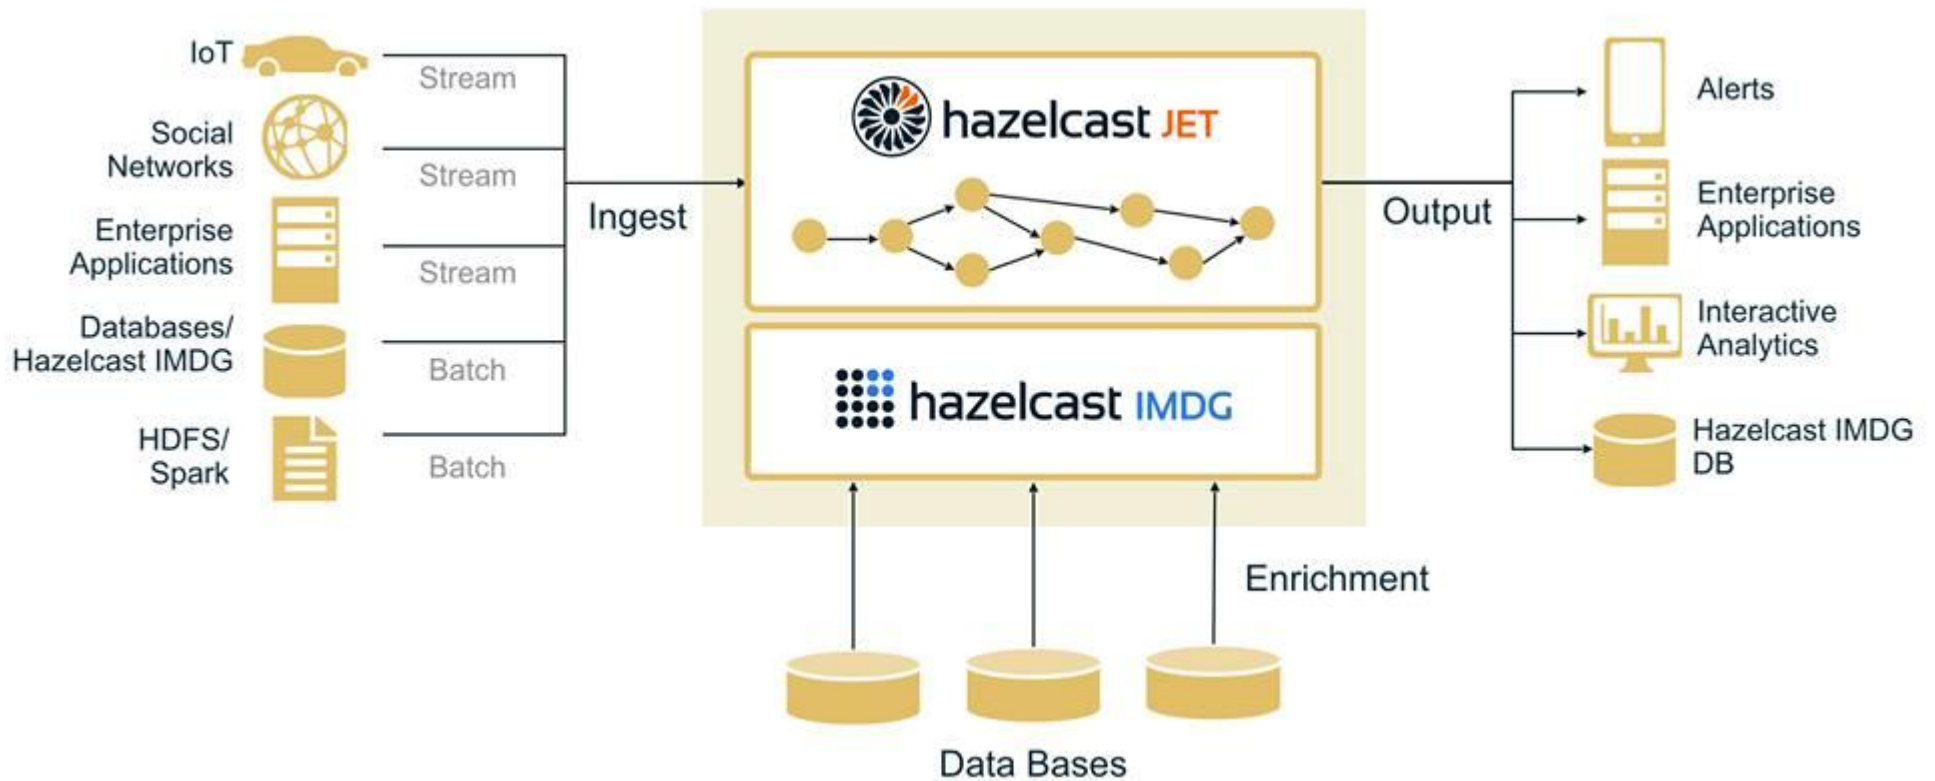 IoT
Stream
Social
Networks
Stream
Enterprise
Applications
Stream
Databases/
Hazelcast IMDG
Batch
HDFS/
Spark
Batch
Ingest
hazelcast JET
hazelcast IMDG
Output
Alerts
Enterprise
Applications
Interactive
Analytics
Hazelcast IMDG
DB
Enrichment
Data Bases